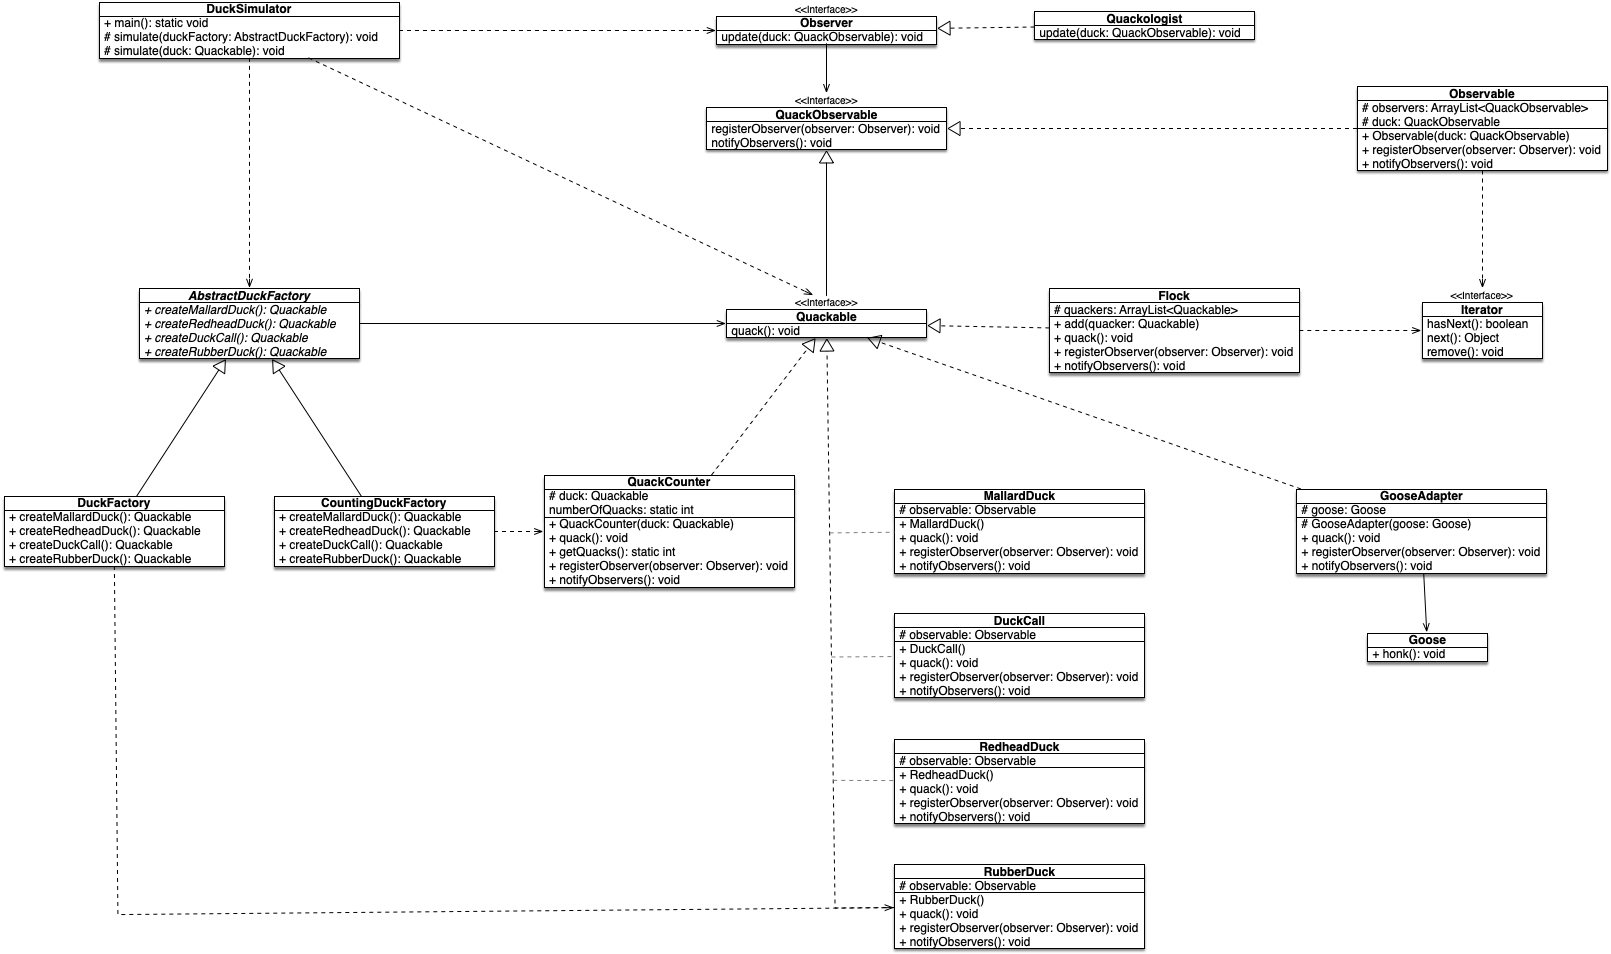 DuckSimulator
+ main(): static void
# simulate(duckFactory: AbstractDuckFactory): void
# simulate(duck: Quackable): void
<<Interface>>
Observer
update(duck: QuackObservable): void
Quackologist
update(duck: QuackObservable): void
<<Interface>>
QuackObservable
registerObserver(observer: Observer): void
notifyObservers(): void
Observable
# observers: ArrayList<QuackObservable>
# duck: QuackObservable
+ Observable(duck: QuackObservable)
+ registerObserver(observer: Observer): void
+ notifyObservers(): void
AbstractDuckFactory
+ createMallardDuck(): Quackable
+ createRedheadDuck(): Quackable
+ createDuckCall(): Quackable
+ createRubberDuck(): Quackable
<<Interface>>
Quackable
quack(): void
Flock
# quackers: ArrayList<Quackable>
+ add(quacker: Quackable)
+ quack(): void
+ registerObserver(observer: Observer): void
+ notifyObservers(): void
<<Interface>>
Iterator
hasNext(): boolean
next(): Object
remove(): void
DuckFactory
+ createMallardDuck(): Quackable
+ createRedheadDuck(): Quackable
+ createDuckCall(): Quackable
+ createRubberDuck(): Quackable
CountingDuckFactory
+ createMallardDuck(): Quackable
+ createRedheadDuck(): Quackable
+ createDuckCall(): Quackable
+ createRubberDuck(): Quackable
QuackCounter
# duck: Quackable
numberOfQuacks: static int
+ QuackCounter(duck: Quackable)
+ quack(): void
+ getQuacks(): static int
+ registerObserver(observer: Observer): void
+ notifyObservers(): void
MallardDuck
# observable: Observable
+ MallardDuck()
+ quack(): void
+ registerObserver(observer: Observer): void
+ notifyObservers(): void
GooseAdapter
# goose: Goose
# GooseAdapter(goose: Goose)
+ quack(): void
+ registerObserver(observer: Observer): void
+ notifyObservers(): void
DuckCall
# observable: Observable
+ DuckCall()
+ quack(): void
+ registerObserver(observer: Observer): void
+ notifyObservers(): void
Goose
+ honk(): void
RedheadDuck
# observable: Observable
+ RedheadDuck()
+ quack(): void
+ registerObserver(observer: Observer): void
+ notifyObservers(): void
RubberDuck
# observable: Observable
+ RubberDuck()
+ quack(): void
+ registerObserver(observer: Observer): void
+ notifyObservers(): void